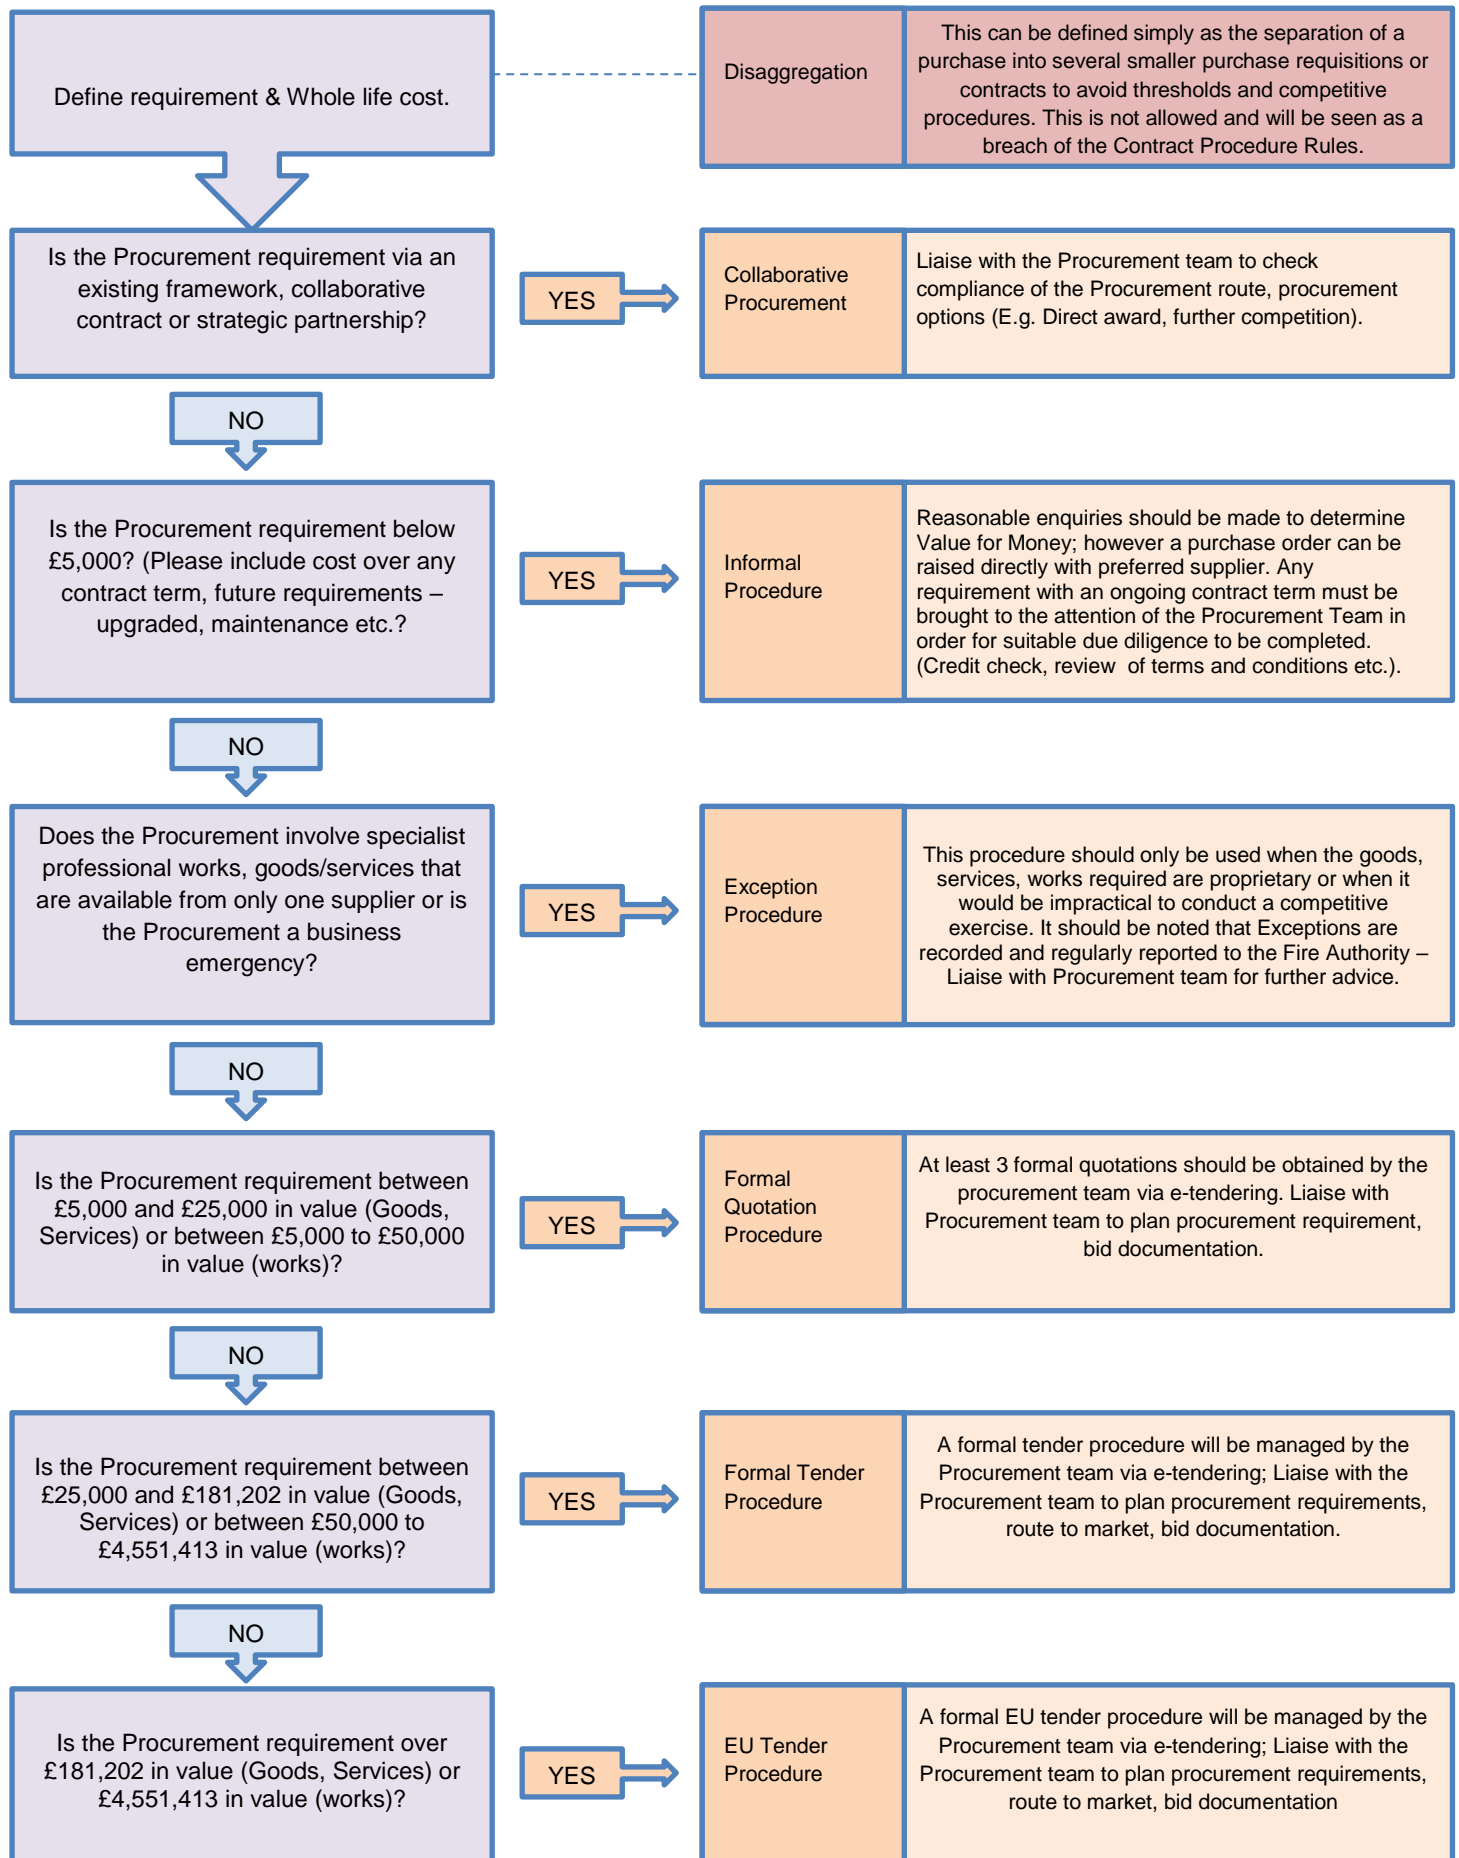 Define requirement & Whole life cost.
Disaggregation
This can be defined simply as the separation of a
purchase into several smaller purchase requisitions or
contracts to avoid thresholds and competitive
procedures. This is not allowed and will be seen as a
breach of the Contract Procedure Rules.
Is the Procurement requirement via an
existing framework, collaborative
contract or strategic partnership?
YES
Collaborative
Procurement
Liaise with the Procurement team to check
compliance of the Procurement route, procurement
options (E.g. Direct award, further competition).
NO
Is the Procurement requirement below
£5,000? (Please include cost over any
contract term, future requirements –
upgraded, maintenance etc.?
YES
Informal
Procedure
Reasonable enquiries should be made to determine
Value for Money; however a purchase order can be
raised directly with preferred supplier. Any
requirement with an ongoing contract term must be
brought to the attention of the Procurement Team in
order for suitable due diligence to be completed.
(Credit check, review of terms and conditions etc.).
NO
Does the Procurement involve specialist
professional works, goods/services that
are available from only one supplier or is
the Procurement a business
emergency?
YES
Exception
Procedure
This procedure should only be used when the goods,
services, works required are proprietary or when it
would be impractical to conduct a competitive
exercise. It should be noted that Exceptions are
recorded and regularly reported to the Fire Authority –
Liaise with Procurement team for further advice.
NO
Is the Procurement requirement between
£5,000 and £25,000 in value (Goods,
Services) or between £5,000 to £50,000
in value (works)?
YES
Formal
Quotation
Procedure
At least 3 formal quotations should be obtained by the
procurement team via e-tendering. Liaise with
Procurement team to plan procurement requirement,
bid documentation.
NO
Is the Procurement requirement between
£25,000 and £181,202 in value (Goods,
Services) or between £50,000 to
£4,551,413 in value (works)?
YES
Formal Tender
Procedure
A formal tender procedure will be managed by the
Procurement team via e-tendering; Liaise with the
Procurement team to plan procurement requirements,
route to market, bid documentation.
NO
Is the Procurement requirement over
£181,202 in value (Goods, Services) or
£4,551,413 in value (works)?
YES
EU Tender
Procedure
A formal EU tender procedure will be managed by the
Procurement team via e-tendering; Liaise with the
Procurement team to plan procurement requirements,
route to market, bid documentation